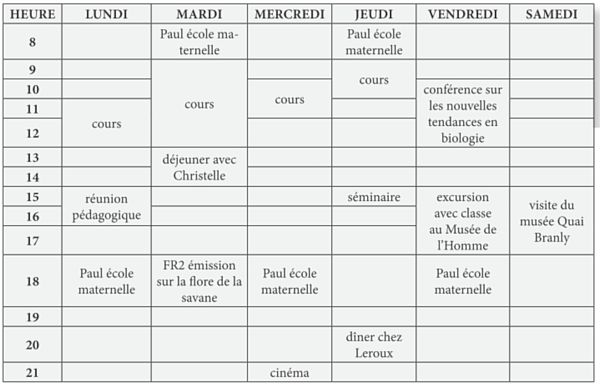 HEURE LUNDI MARDI MERCREDI JEUDI VENDREDI SAMEDI
8 Paul école ma- Paul école
ternelle maternelle
9
10 cours conférence sur
11 cours cours cours les nouvelles
12 tendances en
biologie
13 déjeuner avec
14 Christelle
15 réunion séminaire excursion visite du
16 pédagogique avec classe musée Quai
17 au Musée de Branly
l'Homme
18 Paul école FR2 émission Paul école Paul école
maternelle sur la flore de la maternelle maternelle
savane
19
20 dîner chez
Leroux
21 cinéma